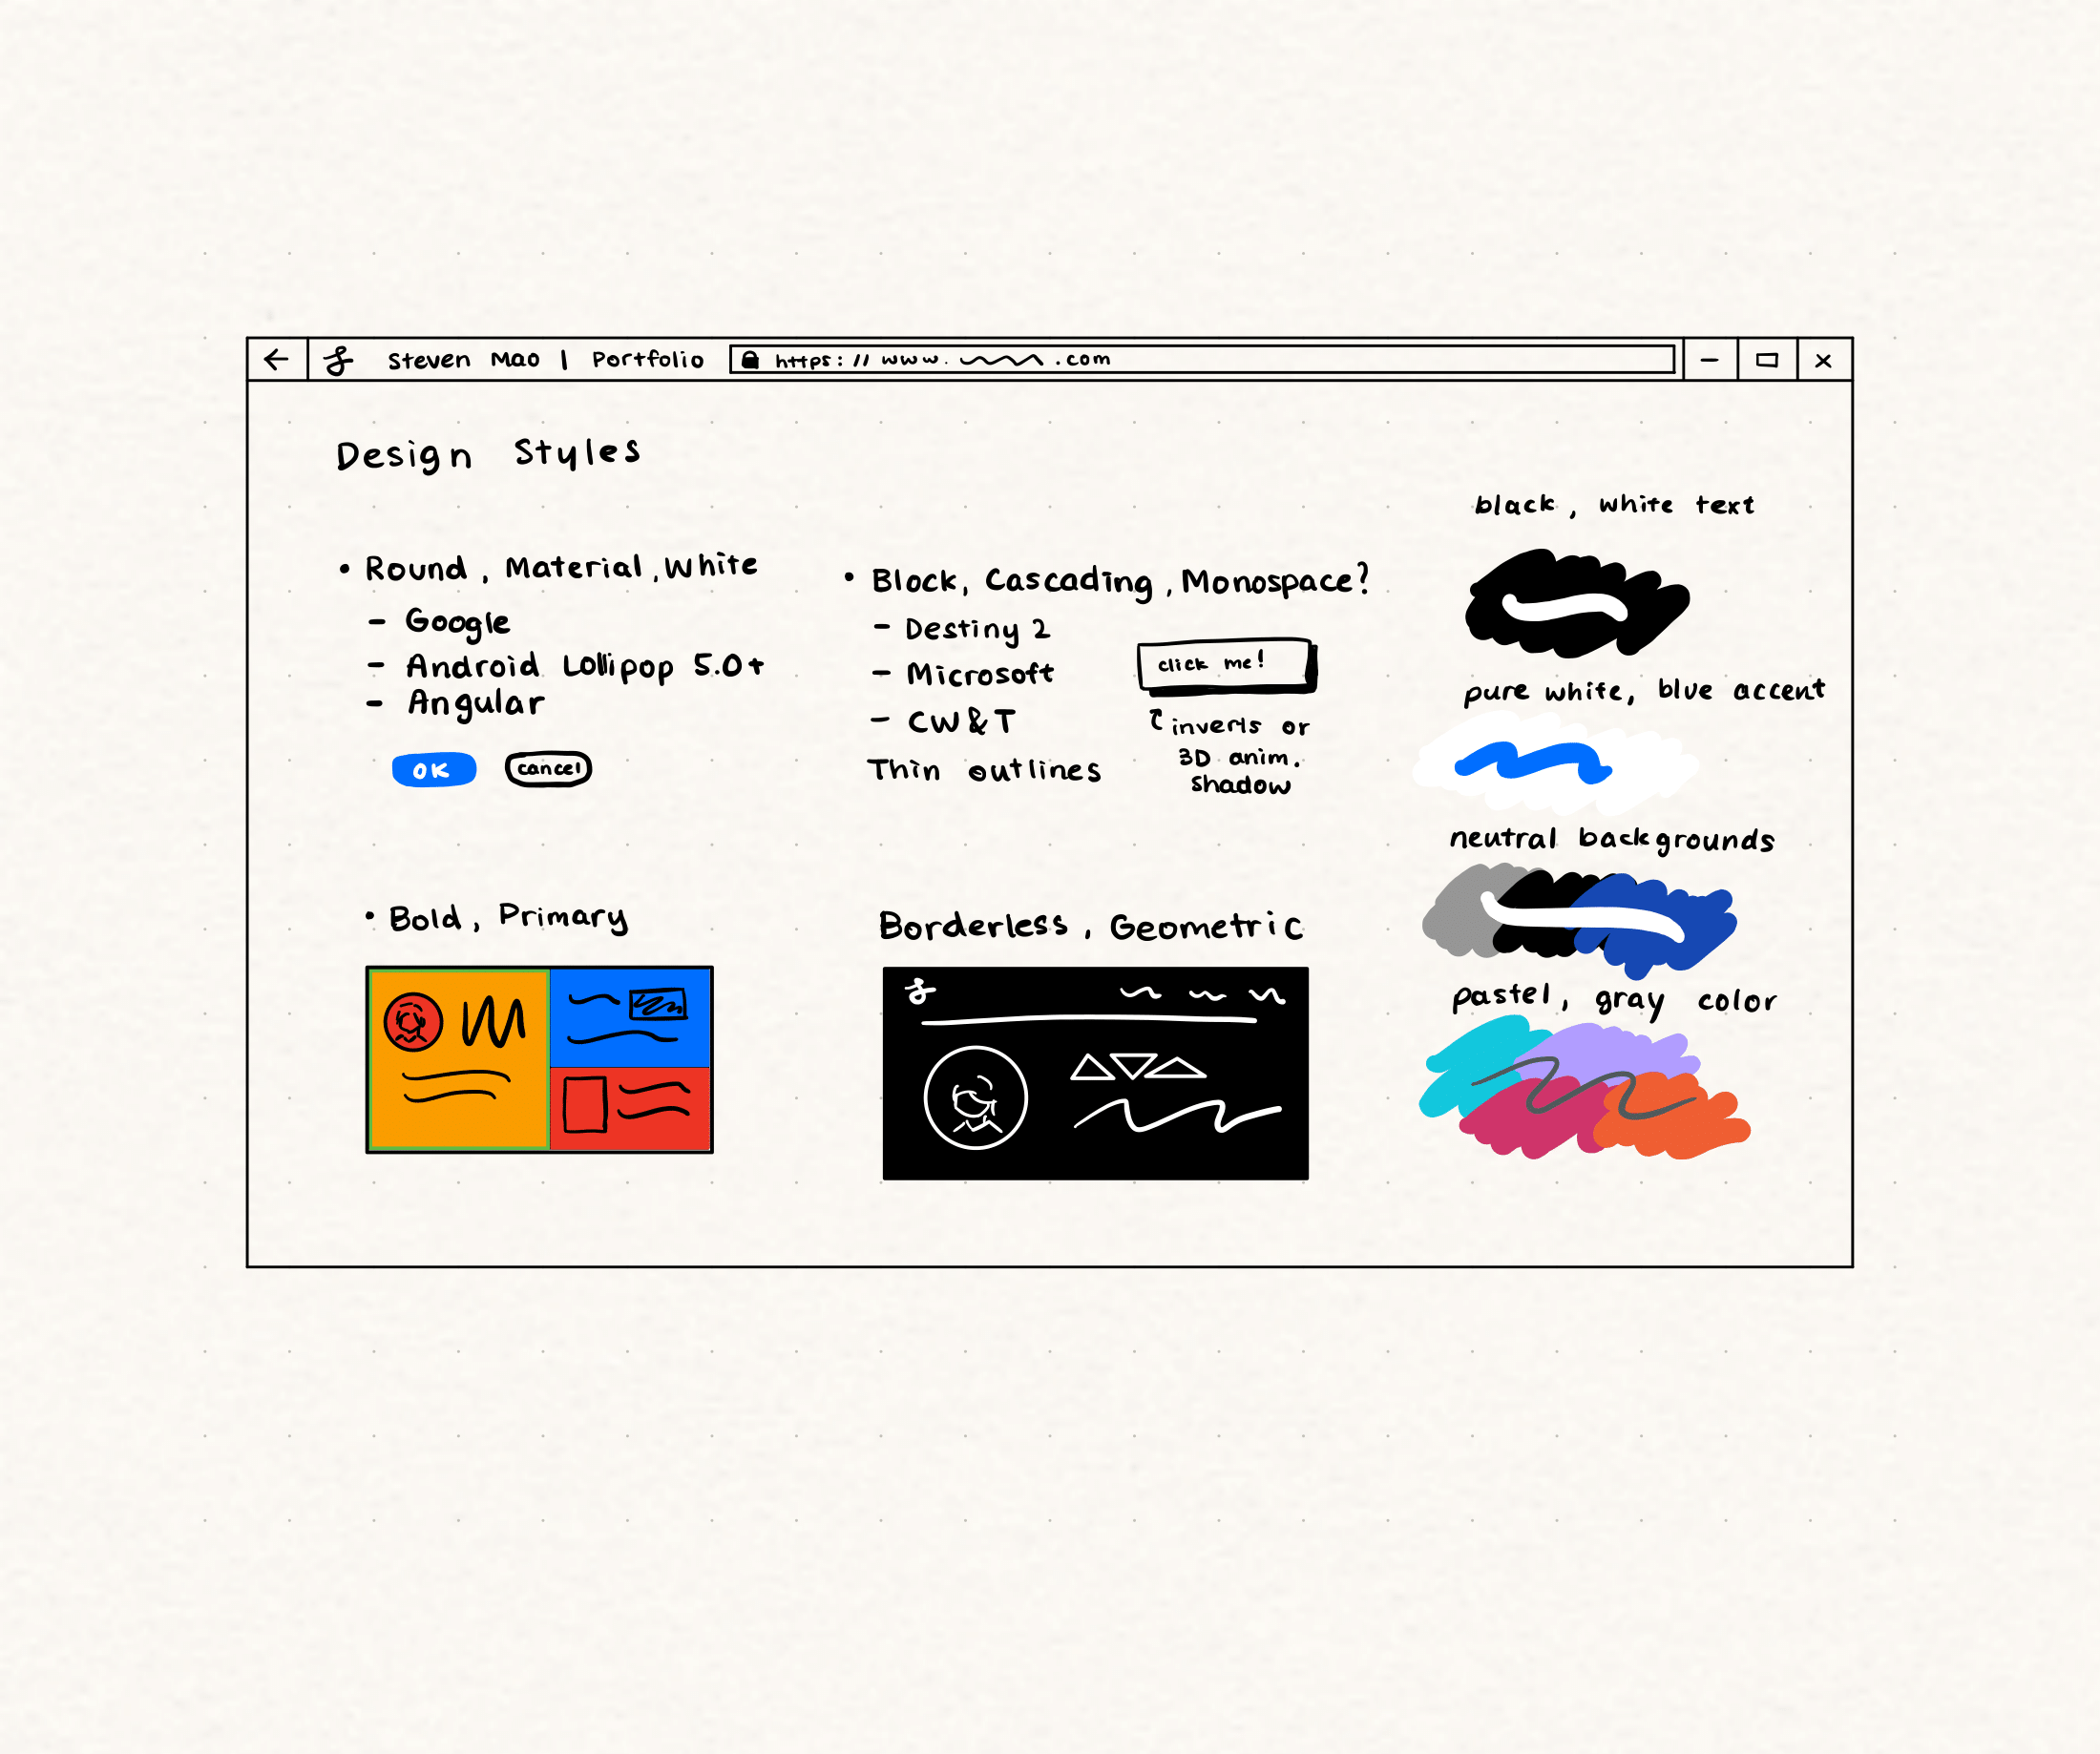 Steven Mao | Portfolio
https://www. .com
Design Styles
• Round, Material, White
- Google
- Android Lollipop 5.0+
- Angular
OK
cancel
• Block, Cascading, Monospace?
- Destiny 2
- Microsoft
- CW&T
Thin outlines
click me!
inverts or
3D anim.
shadow
• Bold, Primary
Borderless, Geometric
black, white text
pure white, blue accent
neutral backgrounds
pastel, gray color